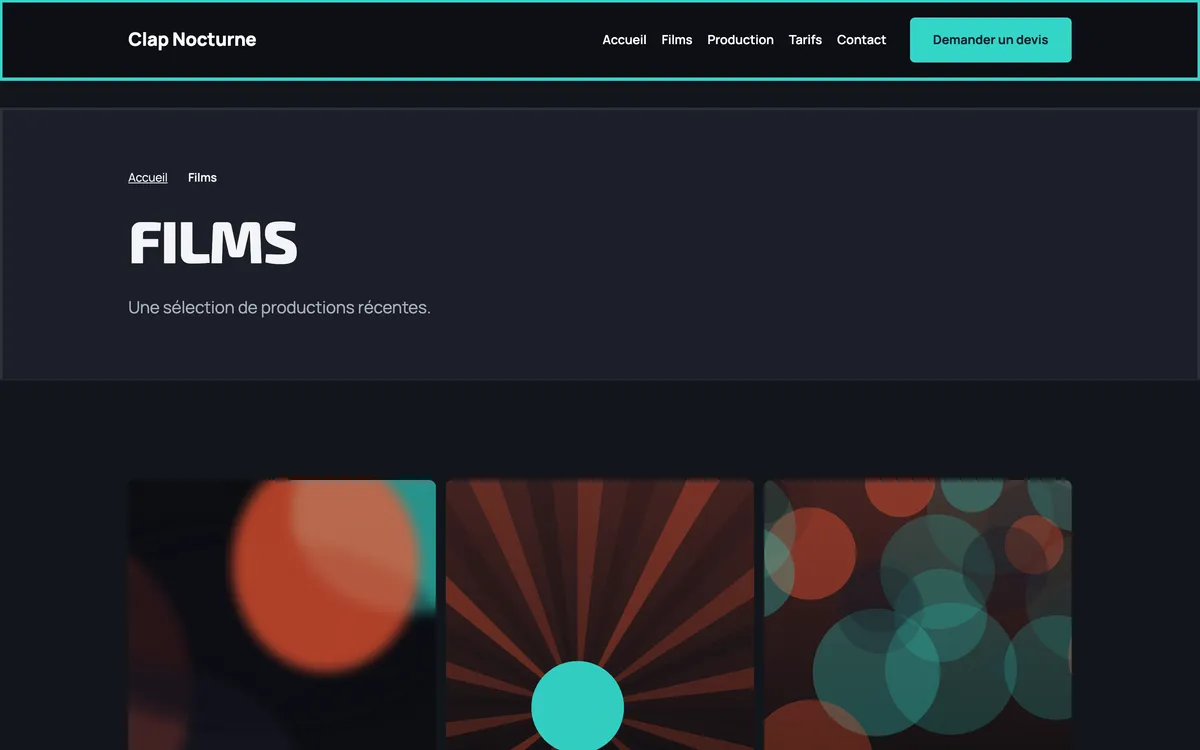 Clap Nocturne
Accueil Films Production Tarifs Contact Demander un devis
Accueil Films
FILMS
Une sélection de productions récentes.